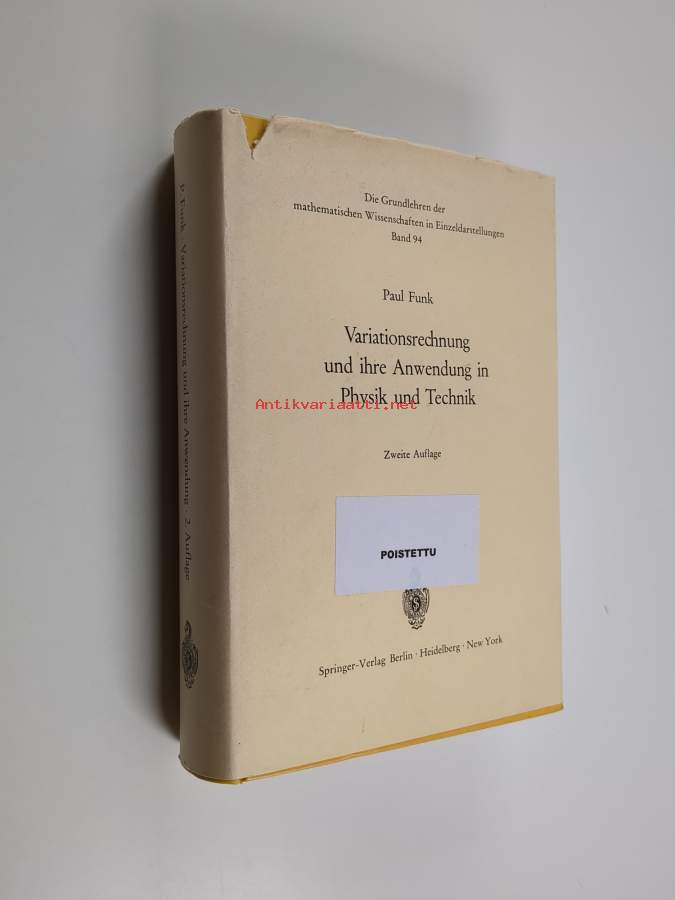 Die Grundlehren der
mathematischen Wissenschaften in Einzeldarstellungen
Band 94
Paul Funk
Variationsrechnung
und ihre Anwendung in
Physik und Technik
Antikvariaatti.net
Zweite Auflage
POISTETTU
Springer-Verlag Berlin · Heidelberg · New York
P. Funk Variationsrechnung und ihre Anwendung · 2. Auflage